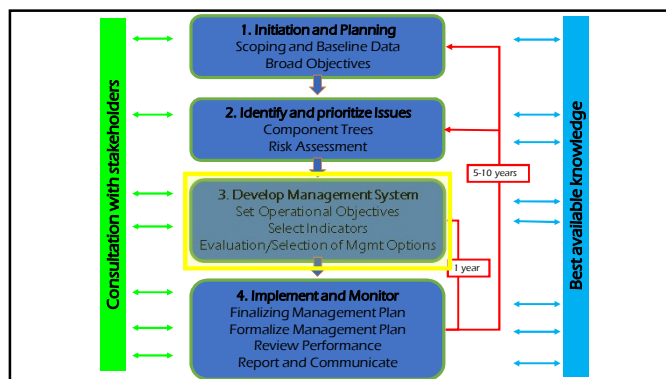 Consultation with stakeholders
1. Initiation and Planning
Scoping and Baseline Data
Broad Objectives
2. Identify and prioritize Issues
Component Trees
Risk Assessment
5-10 years
3. Develop Management System
Set Operational Objectives
Select Indicators
Evaluation/Selection of Mgmt Options
1 year
4. Implement and Monitor
Finalizing Management Plan
Formalize Management Plan
Review Performance
Report and Communicate
Best available knowledge